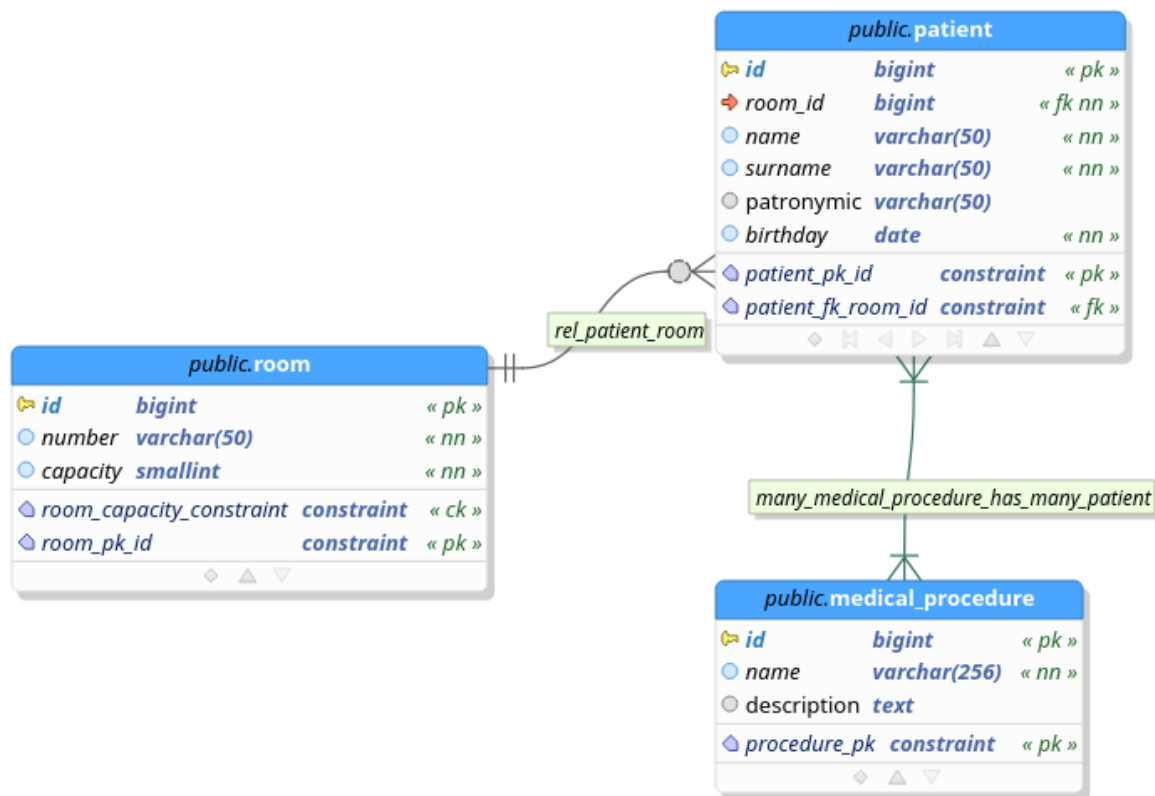 public.patient
id bigint « pk »
room_id bigint « fk nn »
name varchar(50) « nn »
surname varchar(50) « nn »
patronymic varchar(50)
birthday date « nn »
patient_pk_id constraint « pk »
patient_fk_room_id constraint « fk »
rel_patient_room
public.room
id bigint « pk »
number varchar(50) « nn »
capacity smallint « nn »
room_capacity_constraint constraint « ck »
room_pk_id constraint « pk »
many_medical_procedure_has_many_patient
public.medical_procedure
id bigint « pk »
name varchar(256) « nn »
description text
procedure_pk constraint « pk »